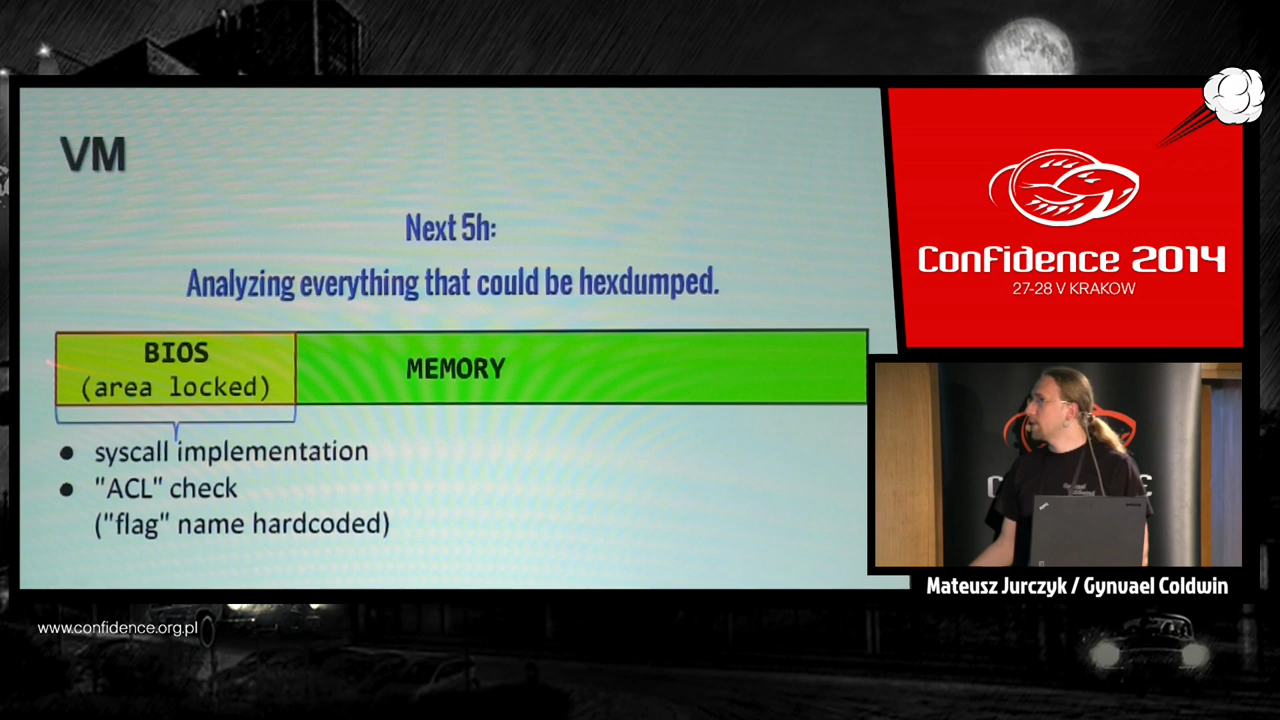 VM
Next 5h:
Analyzing everything that could be hexdumped.
BIOS
(area locked)
MEMORY
● syscall implementation
● "ACL" check
("flag" name hardcoded)
Confidence 2014
27-28 V KRAKOW
Mateusz Jurczyk / Gynvael Coldwin
www.confidence.org.pl